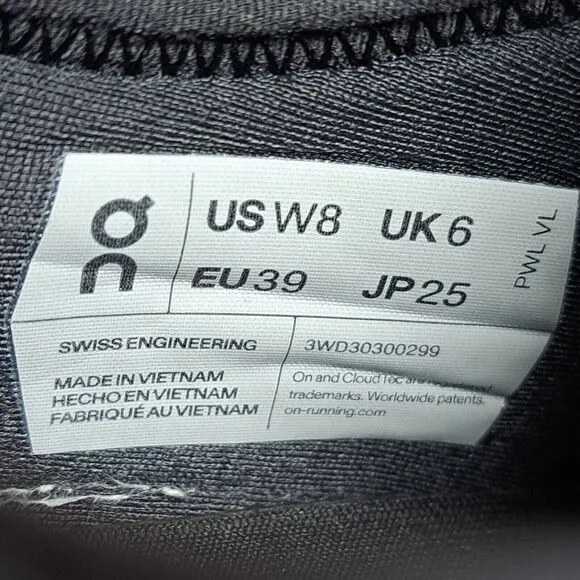 ON
US W8 UK 6
EU 39 JP 25
PWL VL
SWISS ENGINEERING
3WD30300299
MADE IN VIETNAM
HECHO EN VIETNAM
FABRIQUÉ AU VIETNAM
On and CloudTec are registered
trademarks. Worldwide patents.
on-running.com